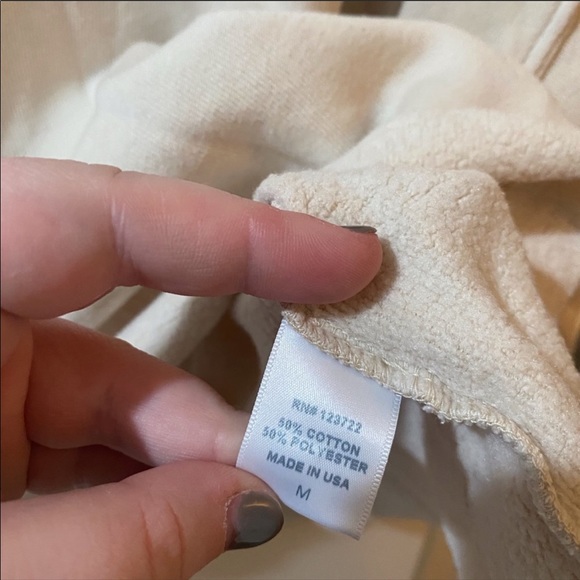 RN# 123722
50% COTTON
50% POLYESTER
MADE IN USA
M